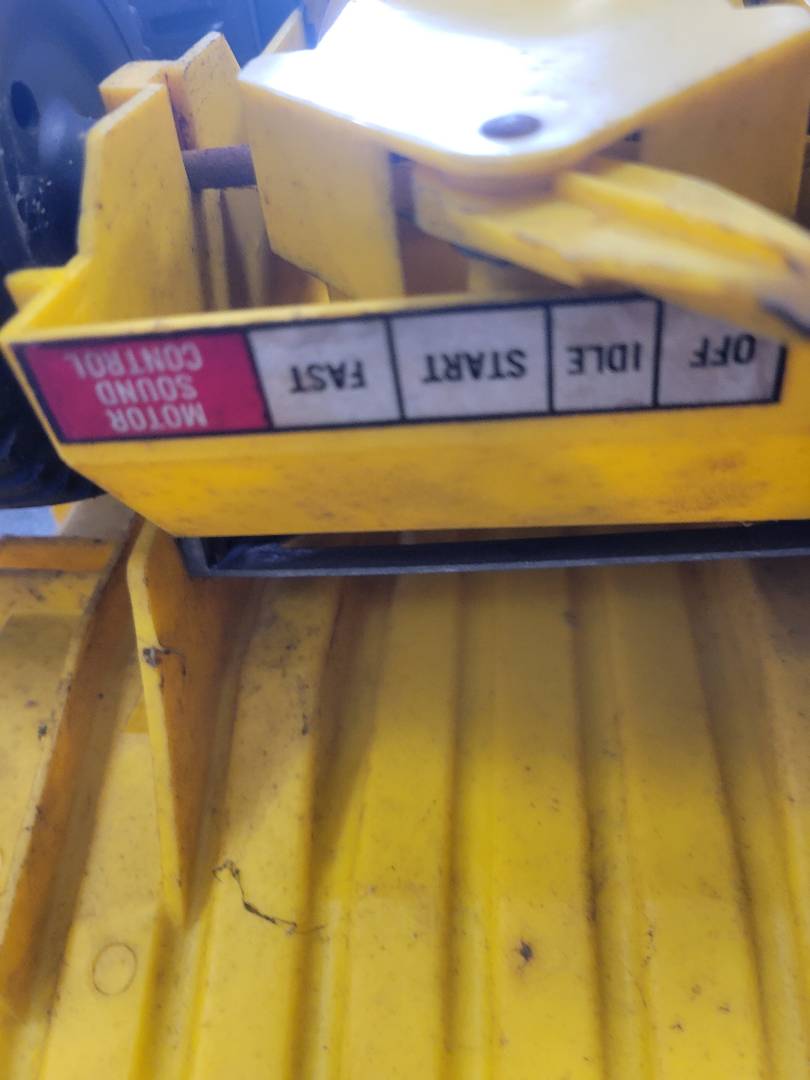 OFF
IDLE
START
FAST
MOTOR
SOUND
CONTROL